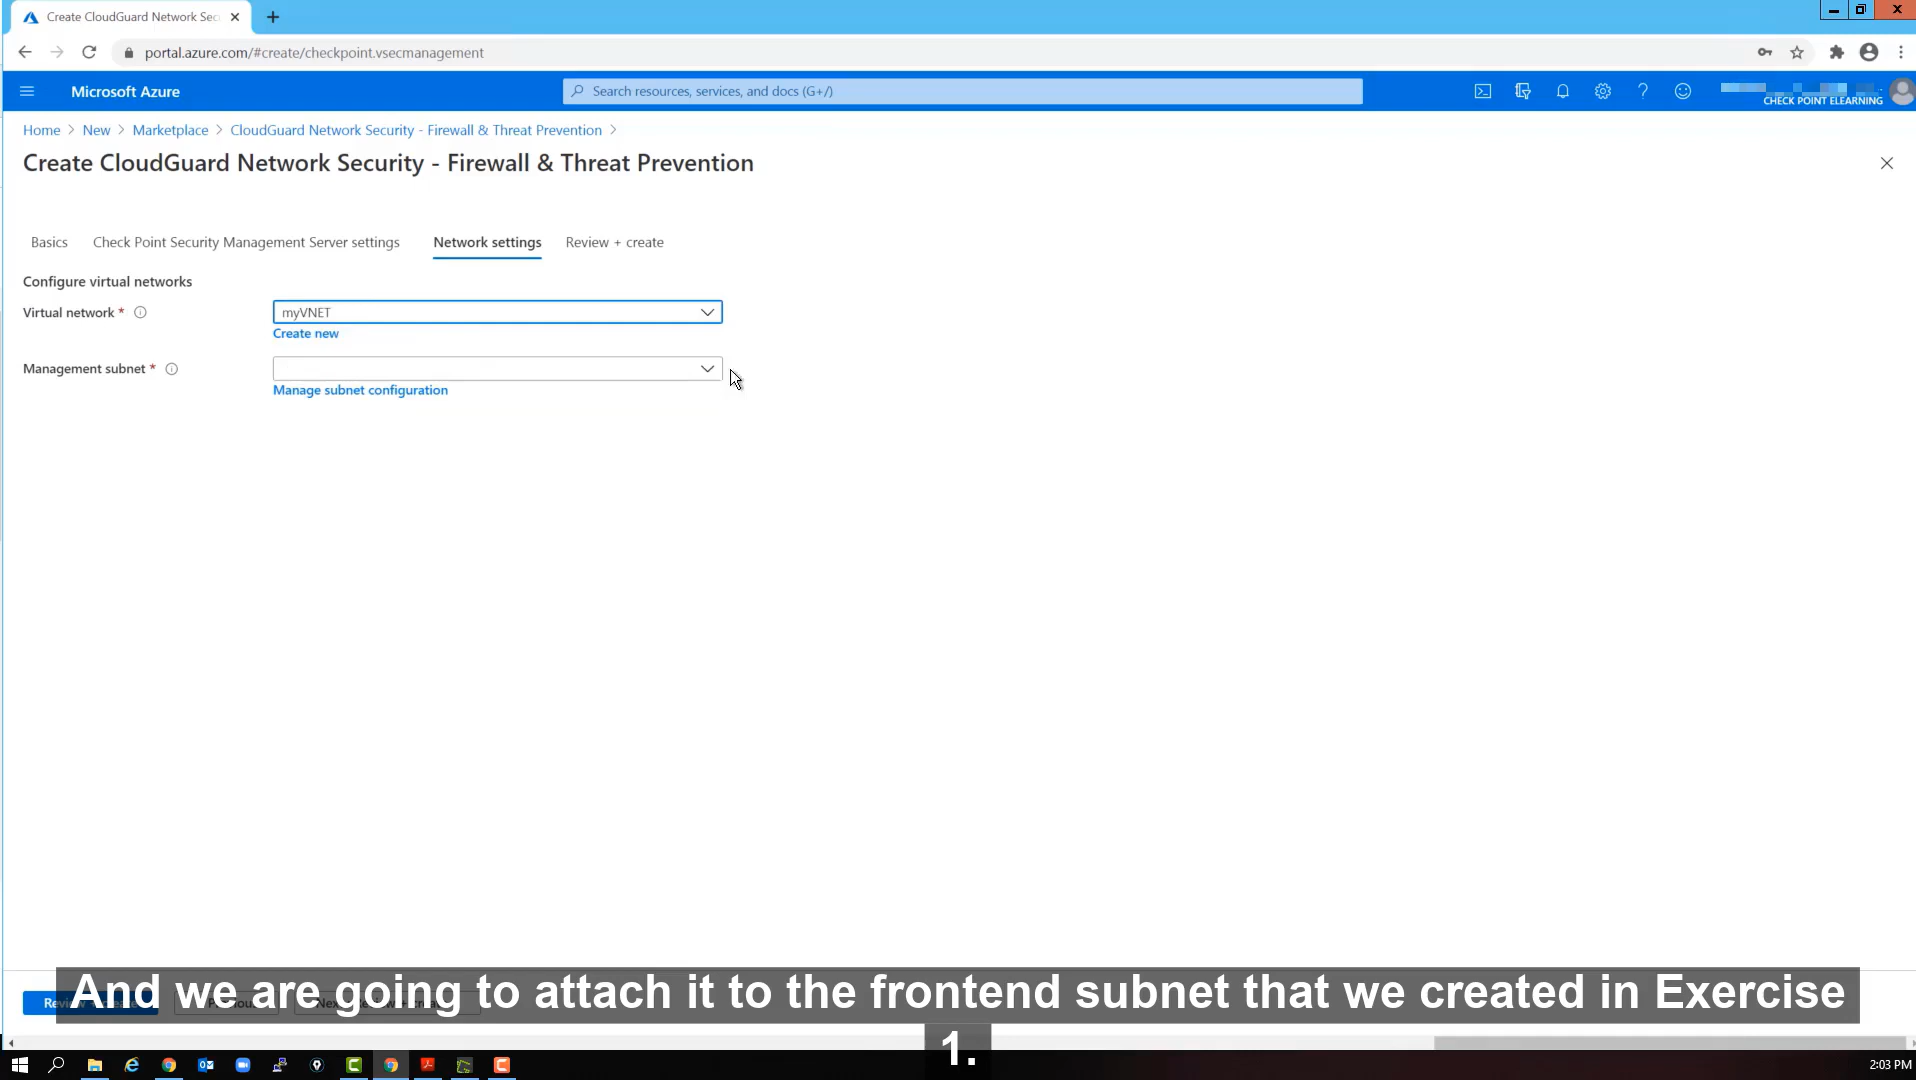 Create CloudGuard Network Sec
portal.azure.com/#create/checkpoint.vsecmanagement
Microsoft Azure
Search resources, services, and docs (G+/)
CHECK POINT ELEARNING
Home > New > Marketplace > CloudGuard Network Security - Firewall & Threat Prevention >
Create CloudGuard Network Security - Firewall & Threat Prevention
Basics Check Point Security Management Server settings Network settings Review + create
Configure virtual networks
Virtual network *
myVNET
Create new
Management subnet *
Manage subnet configuration
And we are going to attach it to the frontend subnet that we created in Exercise
1.
2:03 PM